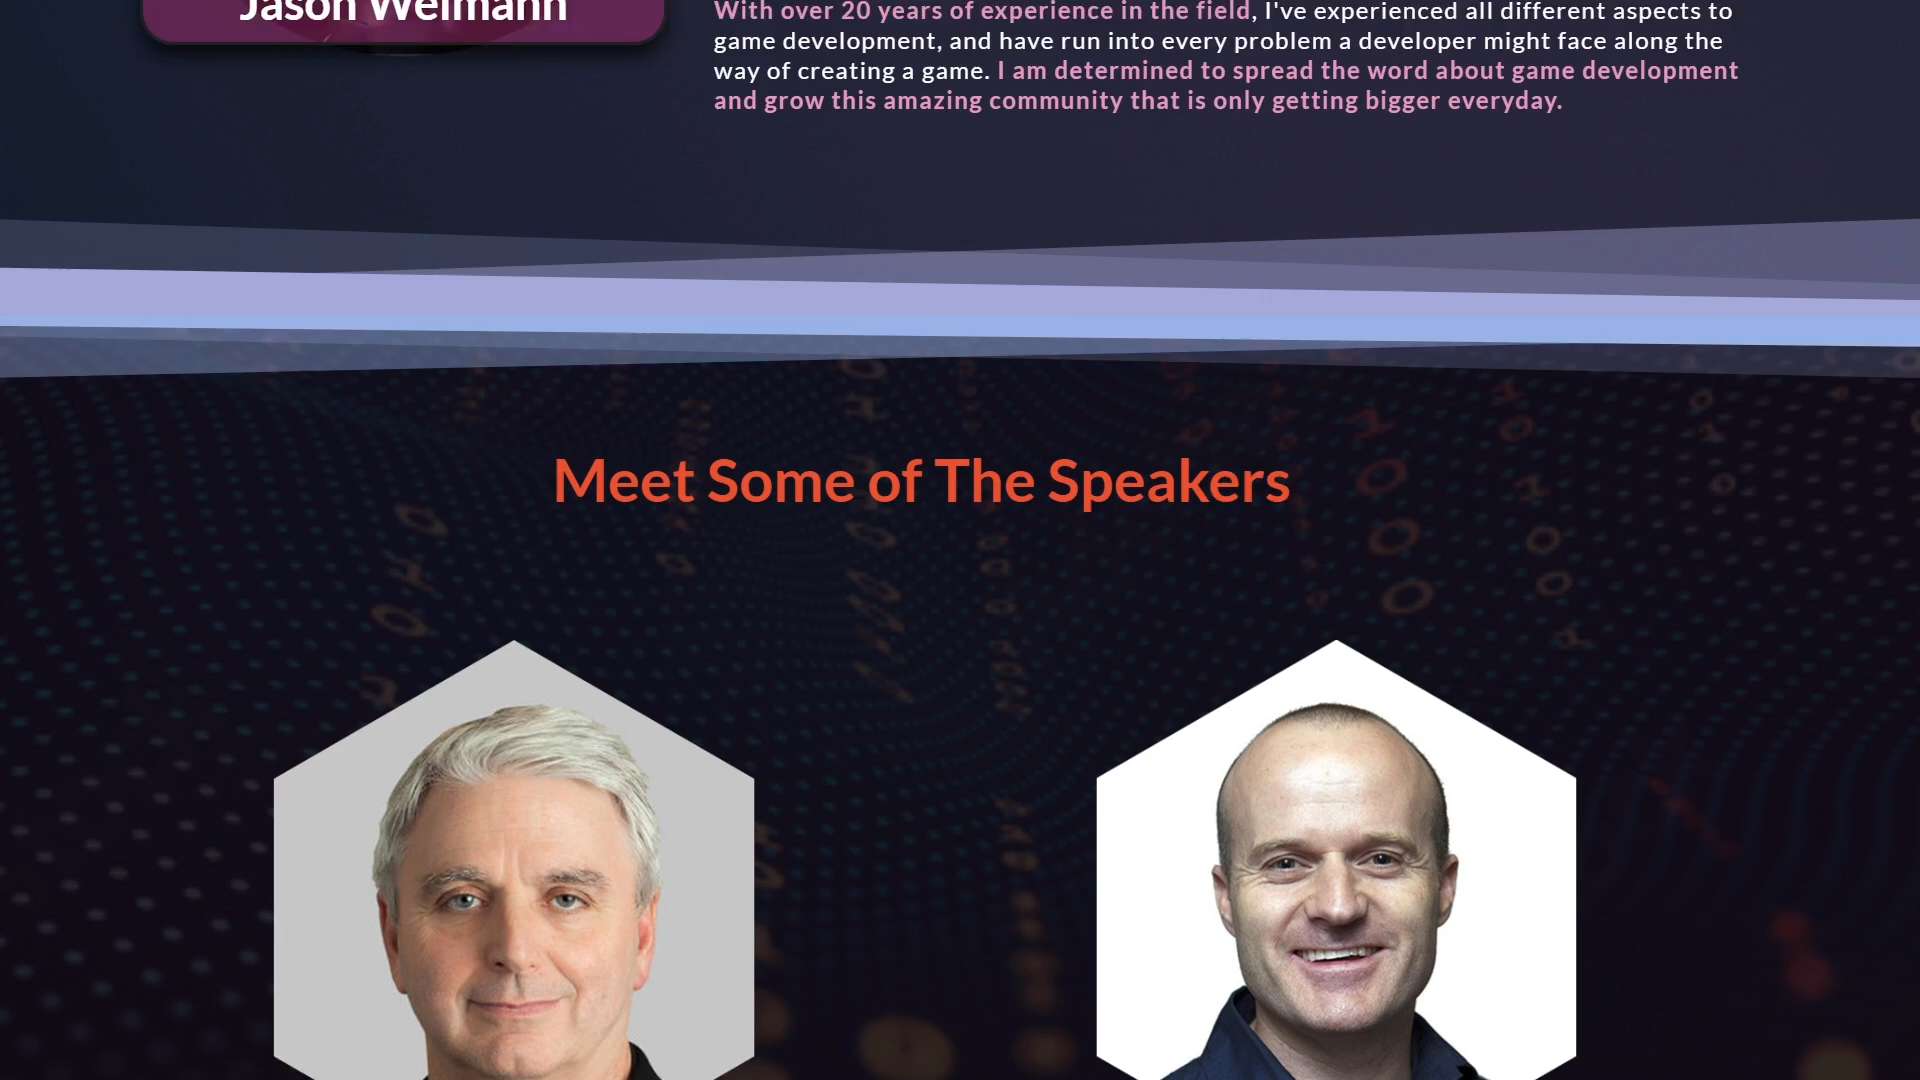 Jason Weimann
With over 20 years of experience in the field, I've experienced all different aspects to
game development, and have run into every problem a developer might face along the
way of creating a game. I am determined to spread the word about game development
and grow this amazing community that is only getting bigger everyday.
Meet Some of The Speakers